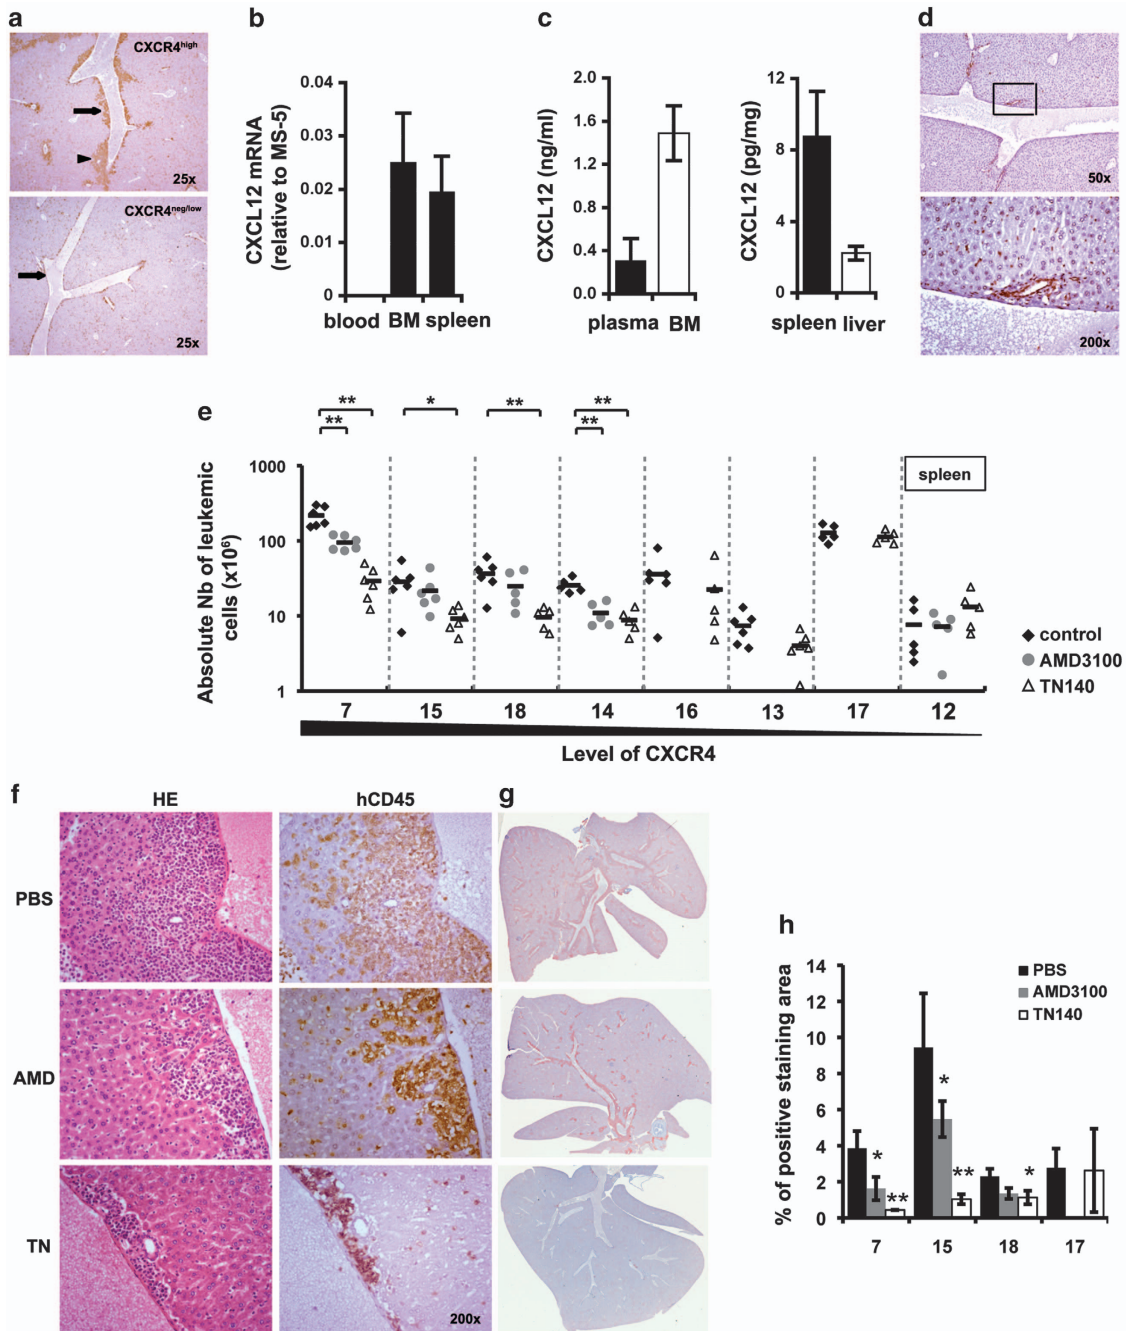 a
CXCR4high
25x
CXCR4neg/low
25x
b
CXCL12 mRNA
(relative to MS-5)
0.04
0.03
0.02
0.01
0
blood BM spleen
c
CXCL12 (ng/ml)
2.0
1.6
1.2
0.8
0.4
0.0
plasma BM
CXCL12 (pg/mg)
12
8
4
0
spleen liver
d
50x
200x
e
** ** * ** ** **
Absolute Nb of leukemic
cells (x10⁶)
1000
100
10
1
spleen
7 15 18 14 16 13 17 12
Level of CXCR4
control
AMD3100
TN140
f
HE hCD45
PBS
AMD
TN
200x
g
h
% of positive staining area
14
12
10
8
6
4
2
0
PBS
AMD3100
TN140
* ** * ** *
7 15 18 17